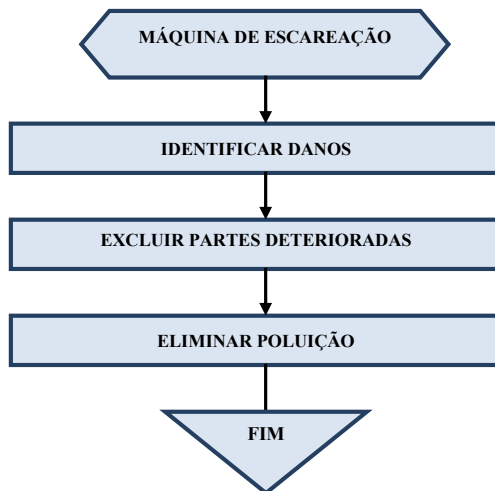 MÁQUINA DE ESCAREAÇÃO
IDENTIFICAR DANOS
EXCLUIR PARTES DETERIORADAS
ELIMINAR POLUIÇÃO
FIM